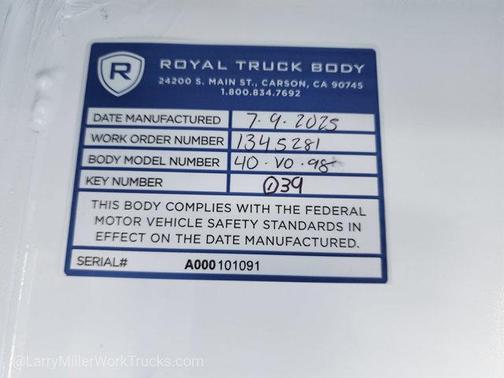 R
ROYAL TRUCK BODY
24200 S. MAIN ST., CARSON, CA 90745
1.800.834.7692
DATE MANUFACTURED 7.9.2025
WORK ORDER NUMBER 1345281
BODY MODEL NUMBER 40.VO.98
KEY NUMBER ①039
THIS BODY COMPLIES WITH THE FEDERAL
MOTOR VEHICLE SAFETY STANDARDS IN
EFFECT ON THE DATE MANUFACTURED.
SERIAL# A000101091
@LarryMillerWorkTrucks.com